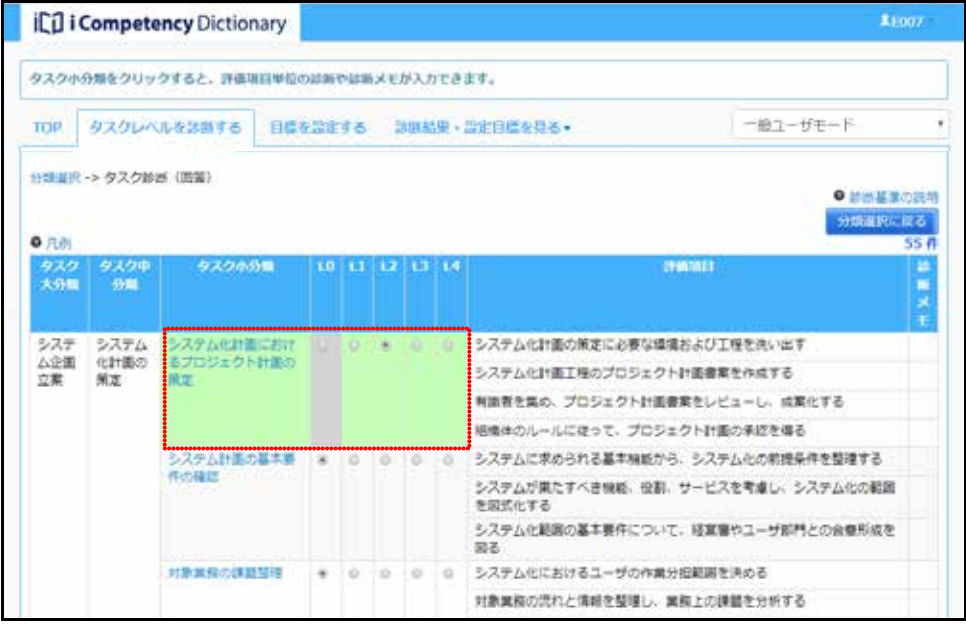 iCD i Competency Dictionary
E007
タスク小分類をクリックすると、評価項目単位の診断や診断メモが入力できます。
TOP タスクレベルを診断する 目標を設定する 診断結果・設定目標を見る 一般ユーザモード
分類選択 -> タスク診断（回答）
診断基準の説明
分類選択に戻る
凡例 55 件
タスク大分類 タスク中分類 タスク小分類 L0 L1 L2 L3 L4 評価項目 診断メモ
システム企画立案
システム化計画の策定
システム化計画におけるプロジェクト計画の策定
システム化計画の策定に必要な環境および工程を洗い出す
システム化計画工程のプロジェクト計画書案を作成する
有識者を集め、プロジェクト計画書案をレビューし、成案化する
組織体のルールに従って、プロジェクト計画の承認を得る
システム計画の基本要件の確認
システムに求められる基本機能から、システム化の前提条件を整理する
システムが果たすべき機能、役割、サービスを考慮し、システム化の範囲を図式化する
システム化範囲の基本要件について、経営層やユーザ部門との合意形成を図る
対象業務の課題整理
システム化におけるユーザの作業分担範囲を決める
対象業務の流れと情報を整理し、業務上の課題を分析する